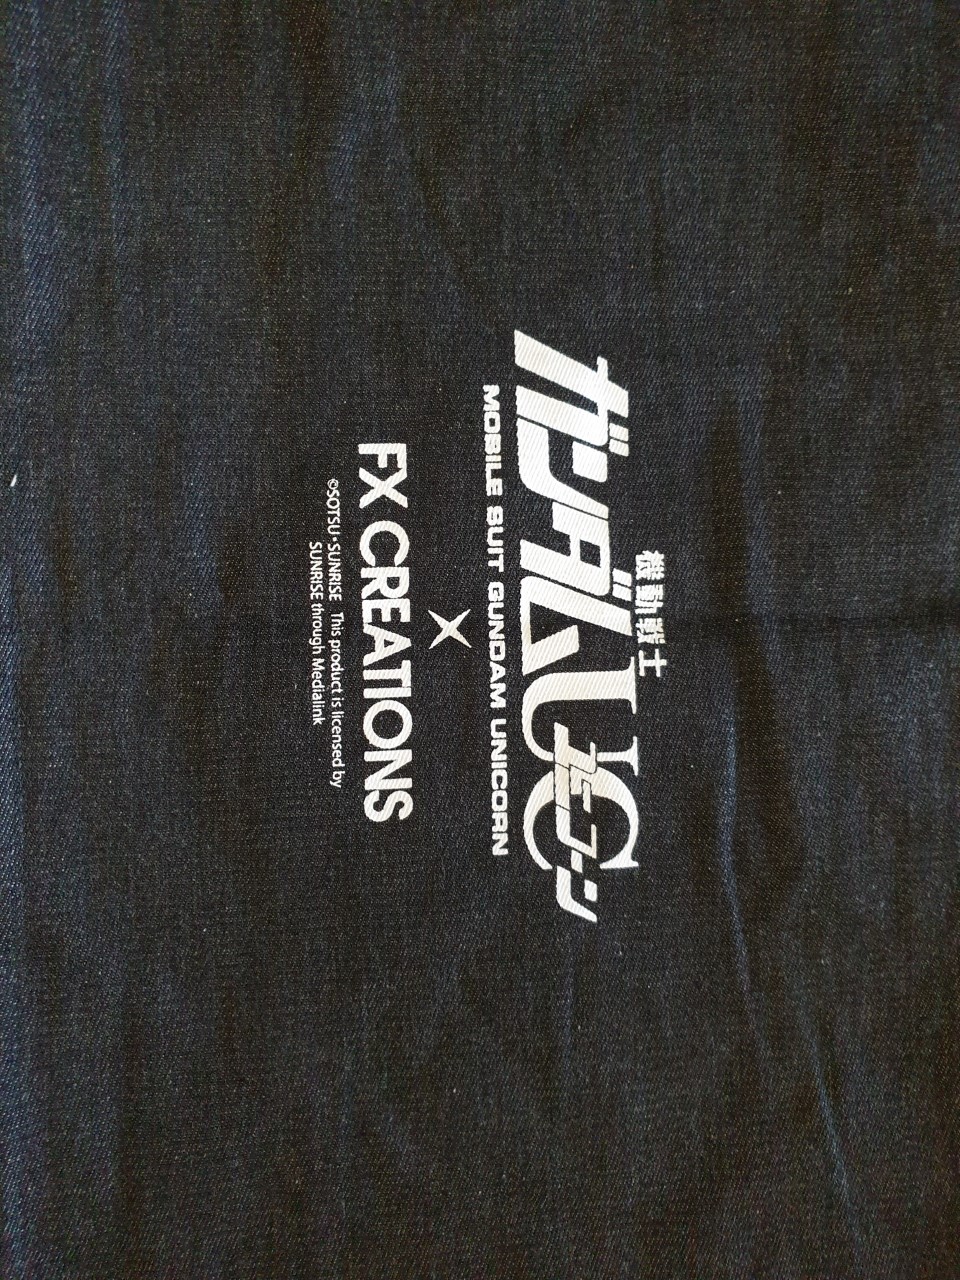 機動戦士
ガンダムUC
ユニコーン
MOBILE SUIT GUNDAM UNICORN
×
FX CREATIONS
©SOTSU・SUNRISE This product is licensed by
SUNRISE through Medialink